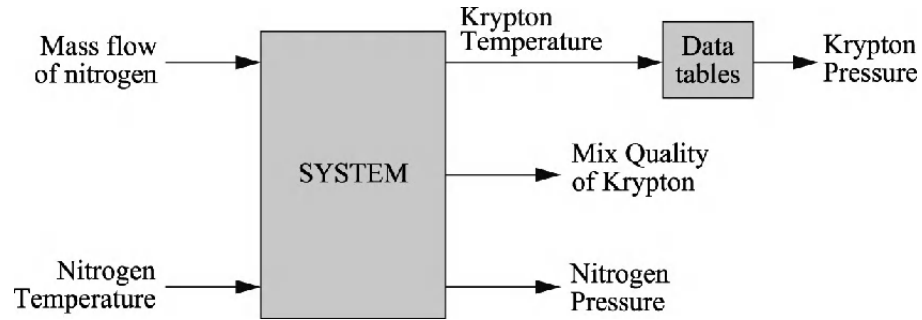 Mass flow
of nitrogen
Krypton
Temperature
Data
tables
Krypton
Pressure
SYSTEM
Mix Quality
of Krypton
Nitrogen
Temperature
Nitrogen
Pressure